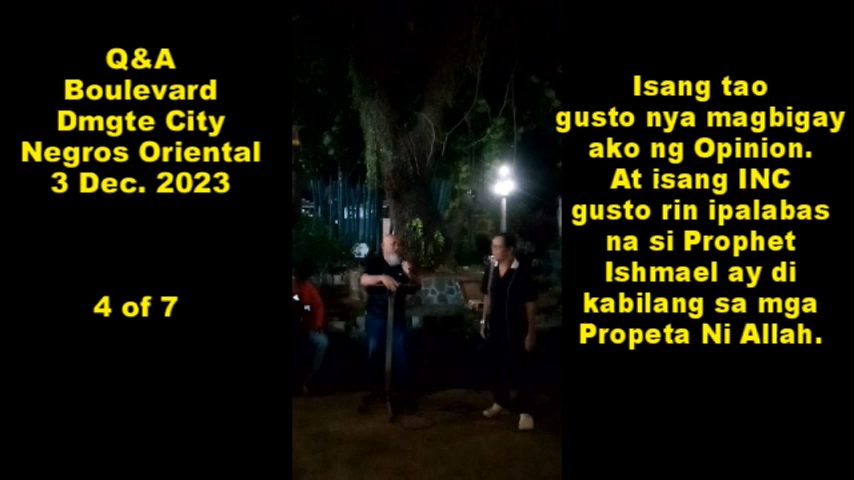 Q&A
Boulevard
Dmgte City
Negros Oriental
3 Dec. 2023
4 of 7
Isang tao
gusto nya magbigay
ako ng Opinion.
At isang INC
gusto rin ipalabas
na si Prophet
Ishmael ay di
kabilang sa mga
Propeta Ni Allah.